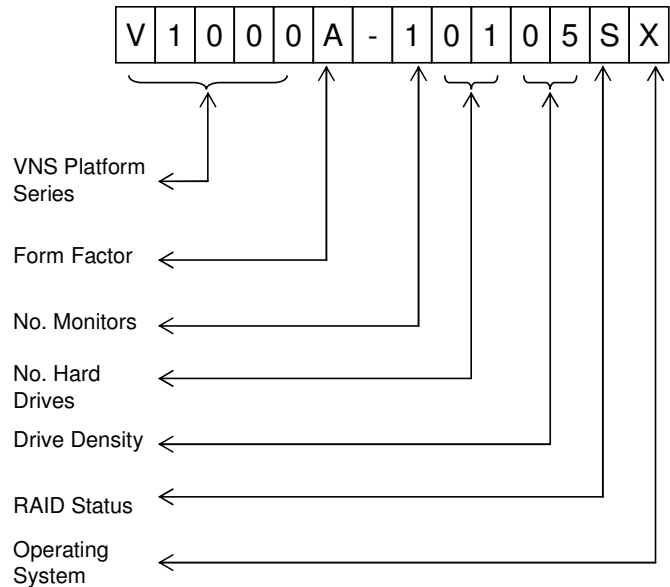 V1000A-10105SX
VNS Platform
Series
Form Factor
No. Monitors
No. Hard
Drives
Drive Density
RAID Status
Operating
System